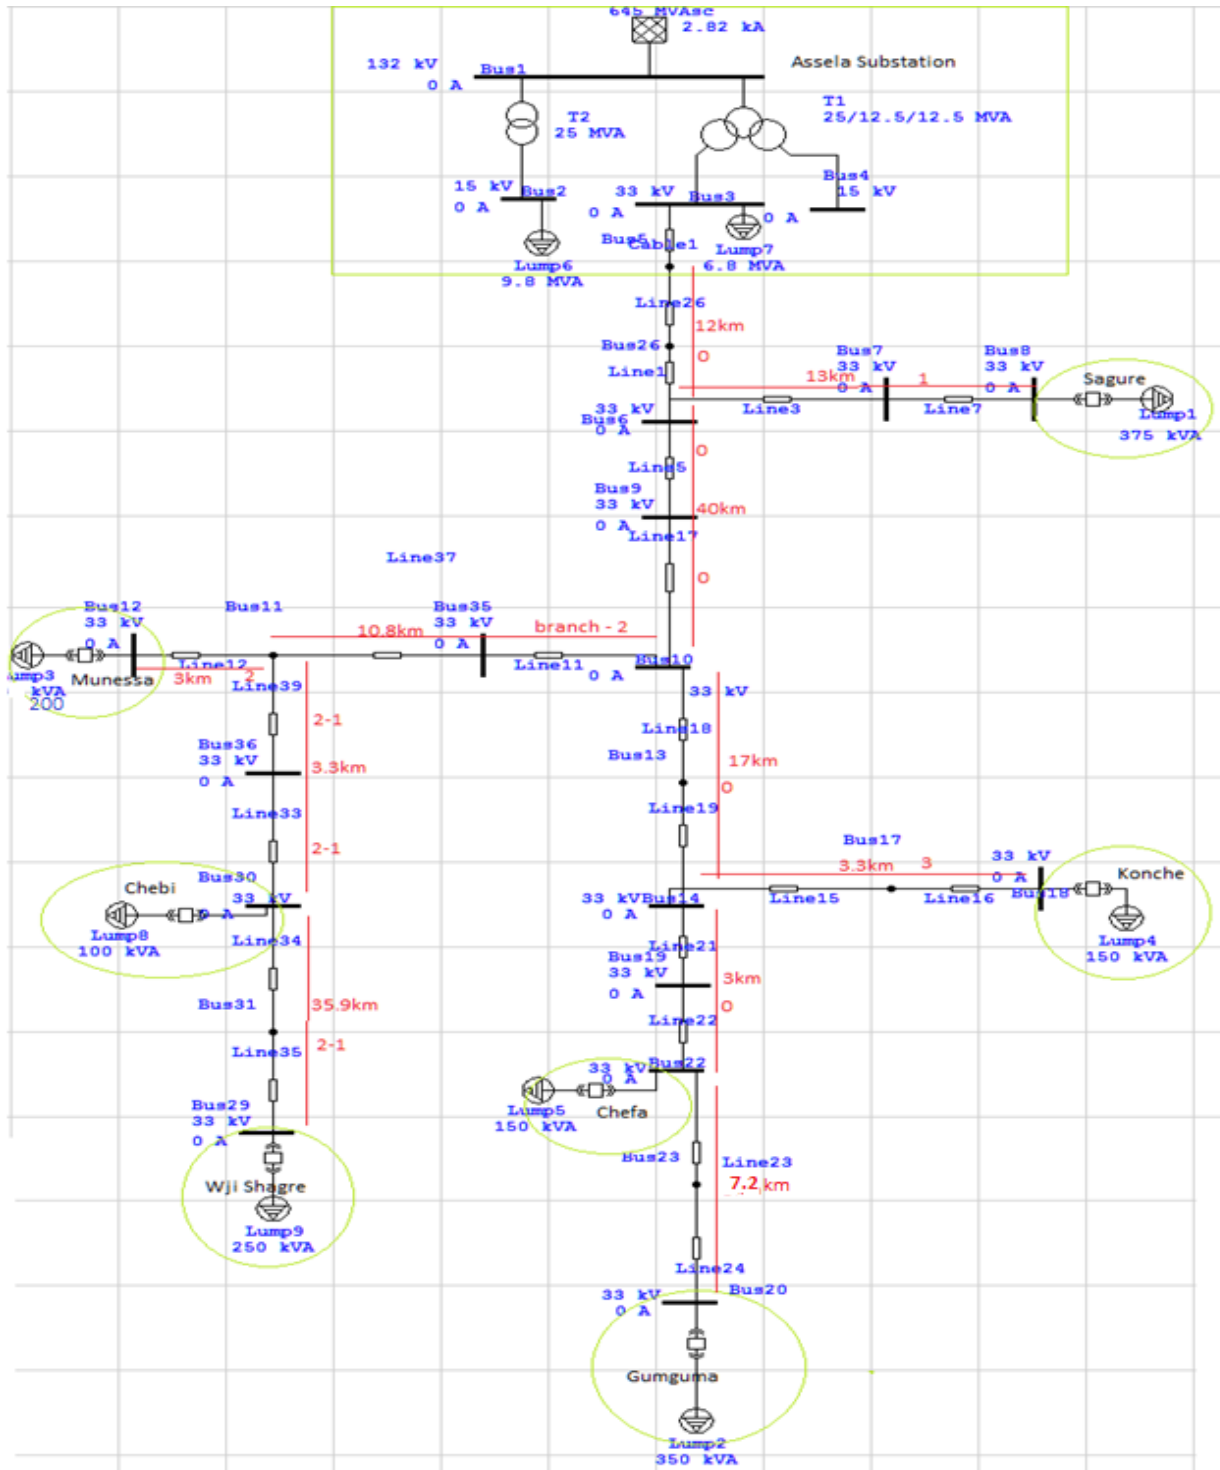 645 MVAsc
2.82 kA
132 kV
Bus1
0 A
Assela Substation
T2
25 MVA
T1
25/12.5/12.5 MVA
15 kV
Bus2
0 A
33 kV
Bus3
0 A
Bus4
15 kV
0 A
Bus5
Cable1
Lump7
6.8 MVA
Lump6
9.8 MVA
Line26
12km
Bus26
0
Line1
Bus7
33 kV
0 A
Bus8
33 kV
0 A
13km
1
Sagure
Line3
Line7
Lump1
375 kVA
33 kV
Bus6
0 A
0
Line5
Bus9
33 kV
0 A
40km
Line17
Line37
0
Bus12
33 kV
0 A
Bus11
Bus35
33 kV
10.8km
branch - 2
Line12
Line11
Bus10
0 A
33 kV
3km
2
Munessa
kVA
200
Line39
2-1
Line18
Bus36
33 kV
0 A
3.3km
Bus13
17km
0
Line33
Line19
2-1
Bus17
3.3km
3
33 kV
0 A
Bus18
Konche
Chebi
Bus30
33 kV
0 A
Line15
Line16
33 kV
Bus14
0 A
Lump8
100 kVA
Line34
Line21
Lump4
150 kVA
Bus19
33 kV
0 A
3km
0
Bus31
35.9km
Line22
Line35
2-1
Bus22
33 kV
0 A
Lump5
150 kVA
Chefa
Bus29
33 kV
0 A
Bus23
Line23
7.2 km
Wji Shagre
Lump9
250 kVA
Line24
Bus20
33 kV
0 A
Gumguma
Lump2
350 kVA